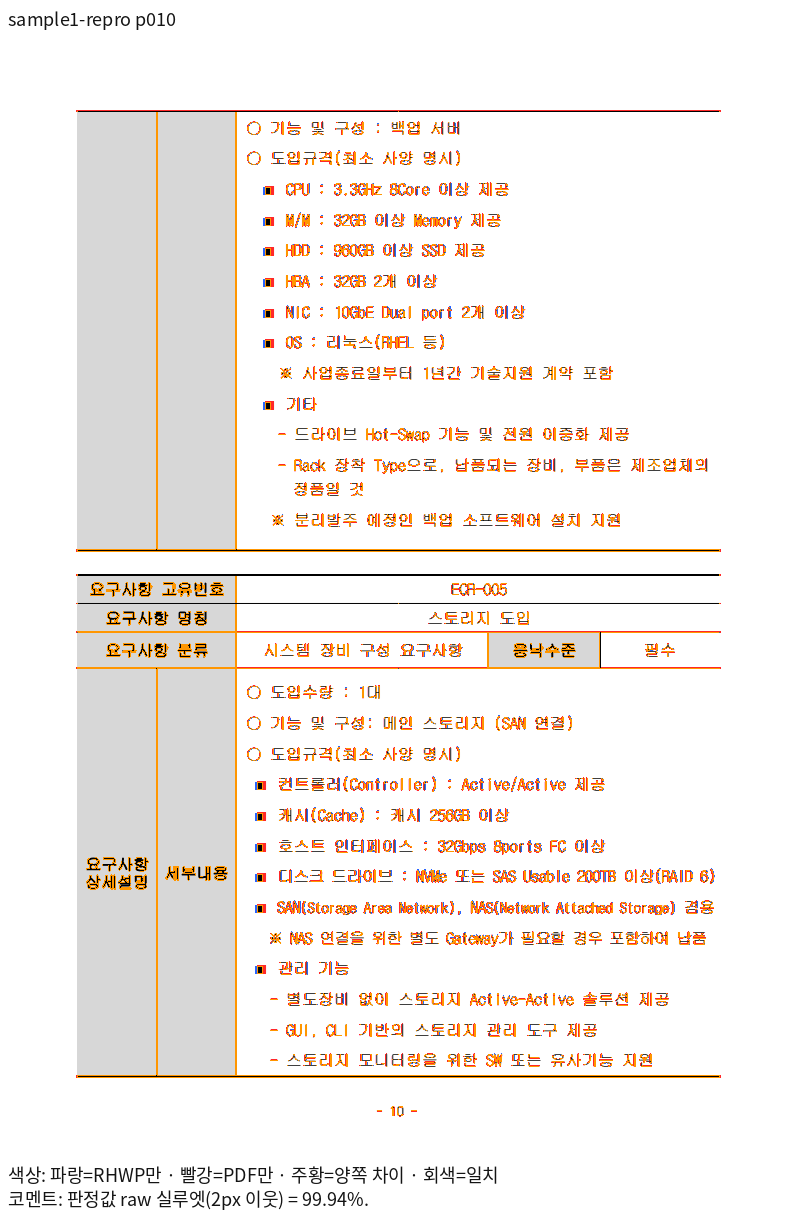 sample1-repro p010
○ 기능 및 구성 : 백업 서버
○ 도입규격(최소 사양 명시)
▣ CPU : 3.3GHz 8Core 이상 제공
▣ M/M : 32GB 이상 Memory 제공
▣ HDD : 960GB 이상 SSD 제공
▣ HBA : 32GB 2개 이상
▣ NIC : 10GbE Dual port 2개 이상
▣ OS : 리눅스(RHEL 등)
※ 사업종료일부터 1년간 기술지원 계약 포함
▣ 기타
- 드라이브 Hot-Swap 기능 및 전원 이중화 제공
- Rack 장착 Type으로, 납품되는 장비, 부품은 제조업체의
정품일 것
※ 분리발주 예정인 백업 소프트웨어 설치 지원
요구사항 고유번호 ECR-005
요구사항 명칭 스토리지 도입
요구사항 분류 시스템 장비 구성 요구사항 응낙수준 필수
○ 도입수량 : 1대
○ 기능 및 구성: 메인 스토리지 (SAN 연결)
○ 도입규격(최소 사양 명시)
▣ 컨트롤러(Controller) : Active/Active 제공
▣ 캐시(Cache) : 캐시 256GB 이상
▣ 호스트 인터페이스 : 32Gbps 8ports FC 이상
요구사항
상세설명
세부내용
▣ 디스크 드라이브 : NVMe 또는 SAS Usable 200TB 이상(RAID 6)
▣ SAN(Storage Area Network), NAS(Network Attached Storage) 겸용
※ NAS 연결을 위한 별도 Gateway가 필요할 경우 포함하여 납품
▣ 관리 기능
- 별도장비 없이 스토리지 Active-Active 솔루션 제공
- GUI, CLI 기반의 스토리지 관리 도구 제공
- 스토리지 모니터링을 위한 SW 또는 유사기능 지원
- 10 -
색상: 파랑=RHWP만 · 빨강=PDF만 · 주황=양쪽 차이 · 회색=일치
코멘트: 판정값 raw 실루엣(2px 이웃) = 99.94%.